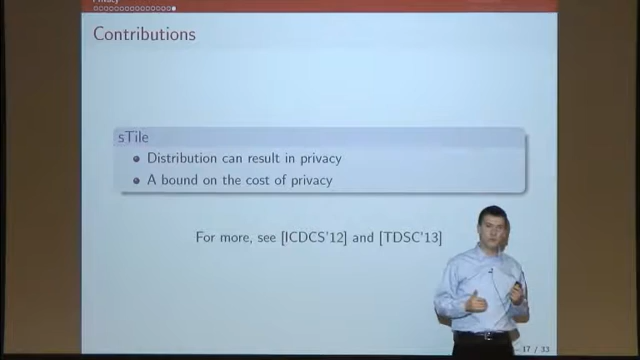 Privacy
Contributions
sTile
Distribution can result in privacy
A bound on the cost of privacy
For more, see [ICDCS'12] and [TDSC'13]
17 / 33